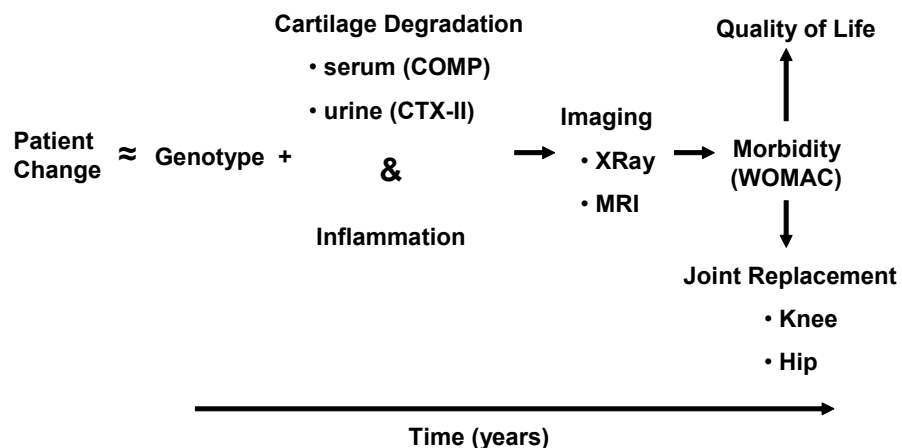 Cartilage Degradation
• serum (COMP)
• urine (CTX-II)
&
Inflammation
Patient
Change
≈
Genotype +
Imaging
• XRay
• MRI
Quality of Life
Morbidity
(WOMAC)
Joint Replacement
• Knee
• Hip
Time (years)